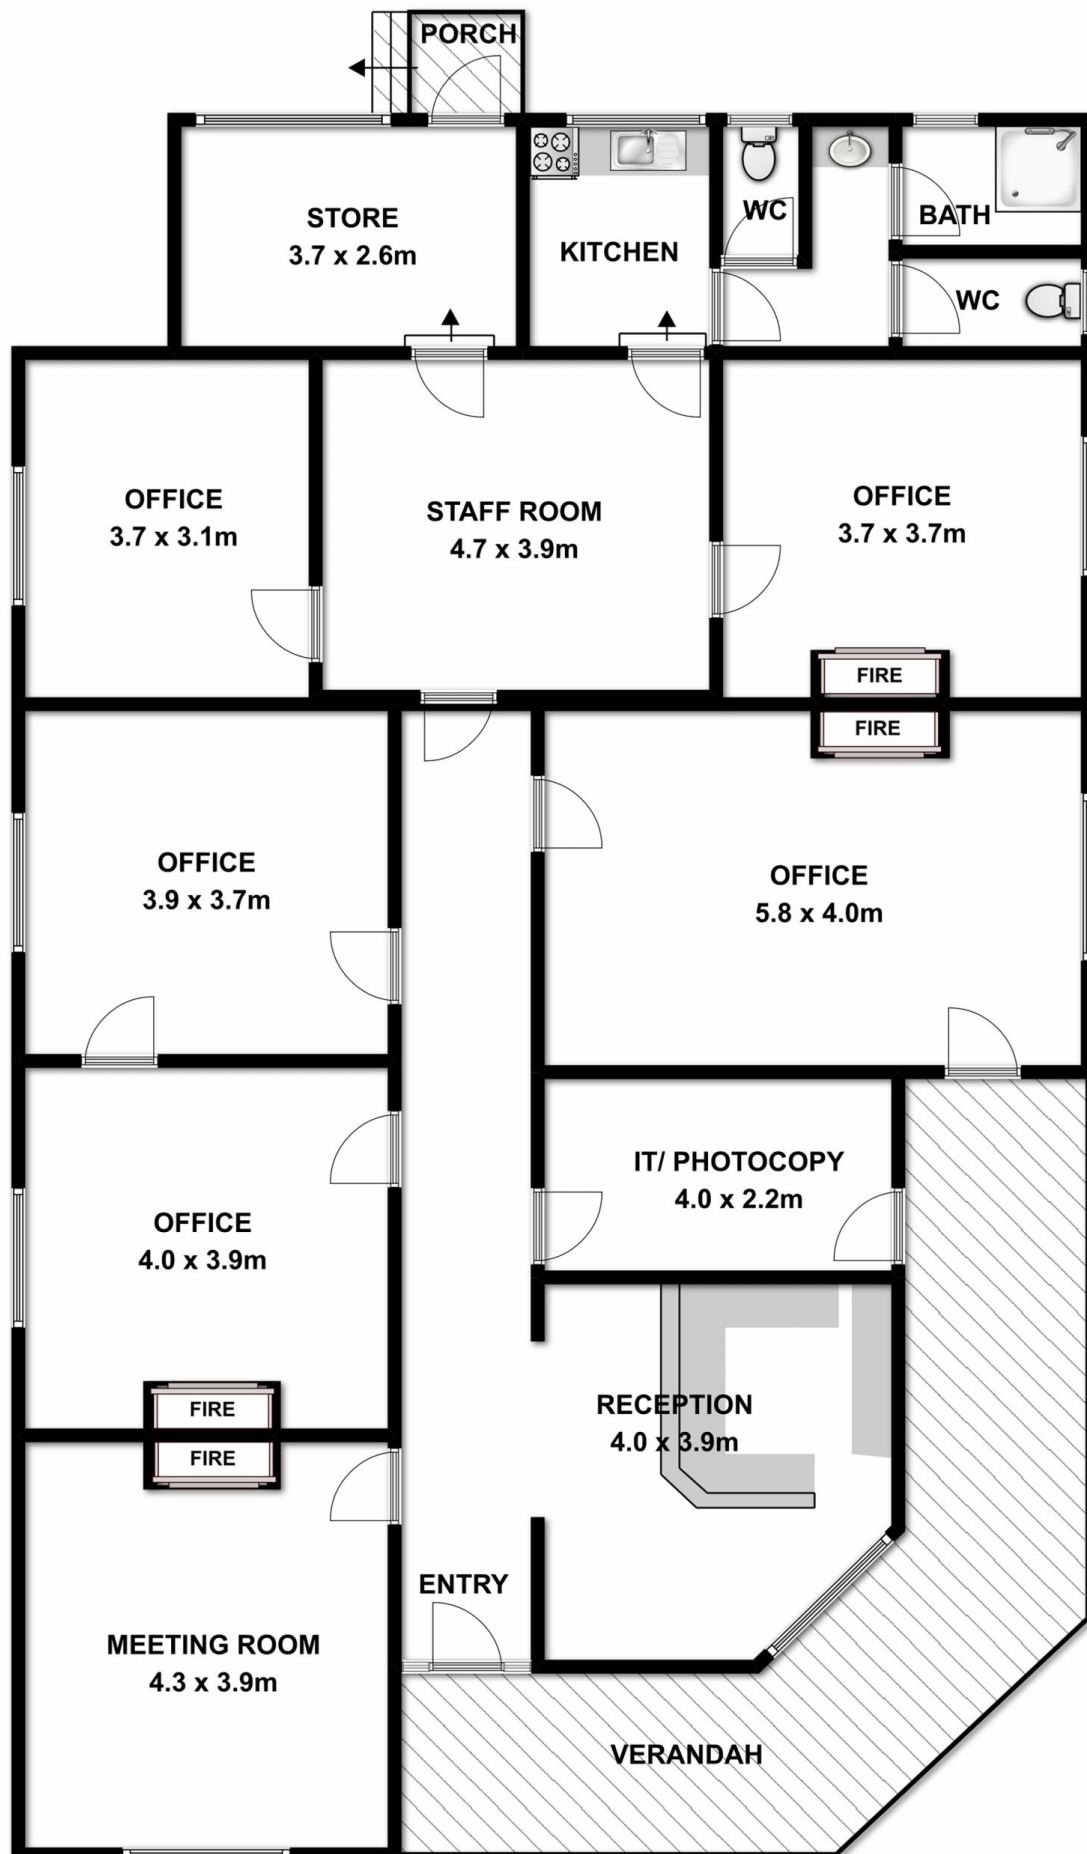 PORCH
STORE
3.7 x 2.6m
KITCHEN
WC
BATH
WC
OFFICE
3.7 x 3.1m
STAFF ROOM
4.7 x 3.9m
OFFICE
3.7 x 3.7m
FIRE
FIRE
OFFICE
3.9 x 3.7m
OFFICE
5.8 x 4.0m
IT/ PHOTOCOPY
4.0 x 2.2m
OFFICE
4.0 x 3.9m
FIRE
FIRE
RECEPTION
4.0 x 3.9m
ENTRY
MEETING ROOM
4.3 x 3.9m
VERANDAH